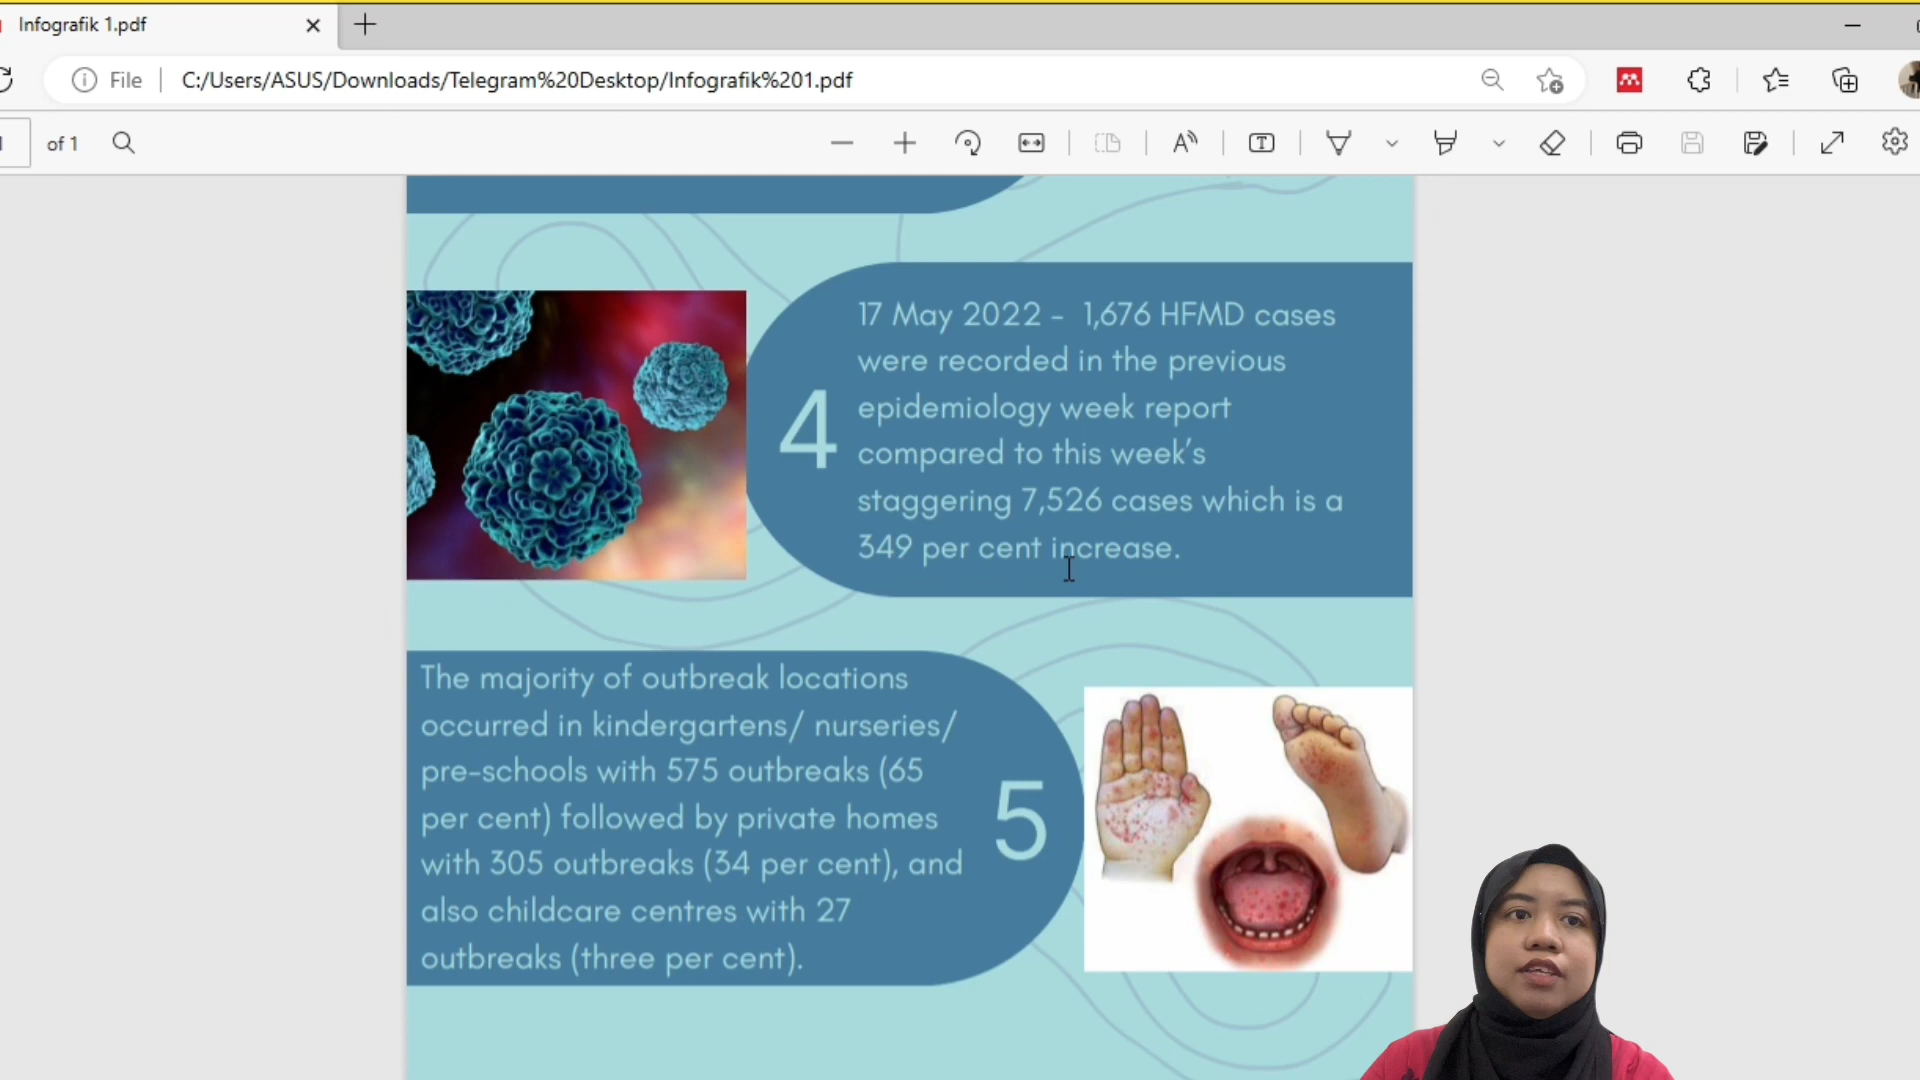 Infografik 1.pdf
File
C:/Users/ASUS/Downloads/Telegram%20Desktop/Infografik%201.pdf
of 1
17 May 2022 - 1,676 HFMD cases
were recorded in the previous
epidemiology week report
4
compared to this week's
staggering 7,526 cases which is a
349 per cent increase.
The majority of outbreak locations
occurred in kindergartens/ nurseries/
pre-schools with 575 outbreaks (65
per cent) followed by private homes
5
with 305 outbreaks (34 per cent), and
also childcare centres with 27
outbreaks (three per cent).